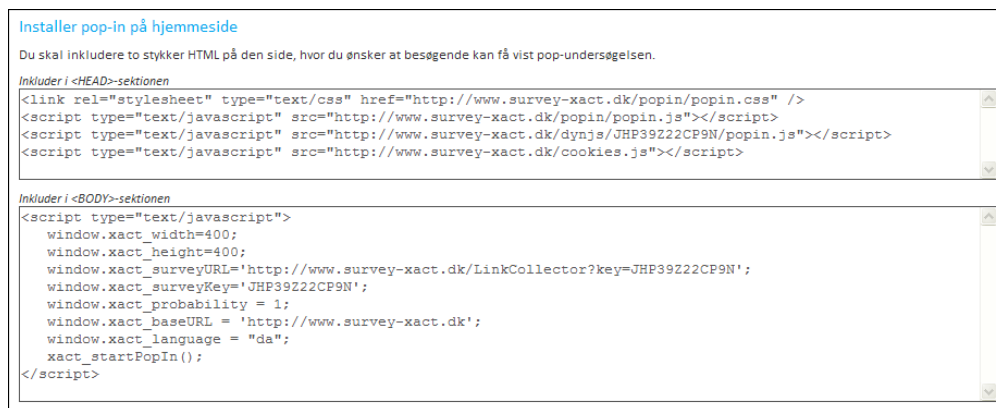 Installer pop-in på hjemmeside
Du skal inkludere to stykker HTML på den side, hvor du ønsker at besøgende kan få vist pop-undersøgelsen.
Inkluder i <HEAD>-sektionen
<link rel="stylesheet" type="text/css" href="http://www.survey-xact.dk/popin/popin.css" />
<script type="text/javascript" src="http://www.survey-xact.dk/popin/popin.js"></script>
<script type="text/javascript" src="http://www.survey-xact.dk/dynjs/JHP39Z22CP9N/popin.js"></script>
<script type="text/javascript" src="http://www.survey-xact.dk/cookies.js"></script>
Inkluder i <BODY>-sektionen
<script type="text/javascript">
   window.xact_width=400;
   window.xact_height=400;
   window.xact_surveyURL='http://www.survey-xact.dk/LinkCollector?key=JHP39Z22CP9N';
   window.xact_surveyKey='JHP39Z22CP9N';
   window.xact_probability = 1;
   window.xact_baseURL = 'http://www.survey-xact.dk';
   window.xact_language = "da";
   xact_startPopIn();
</script>